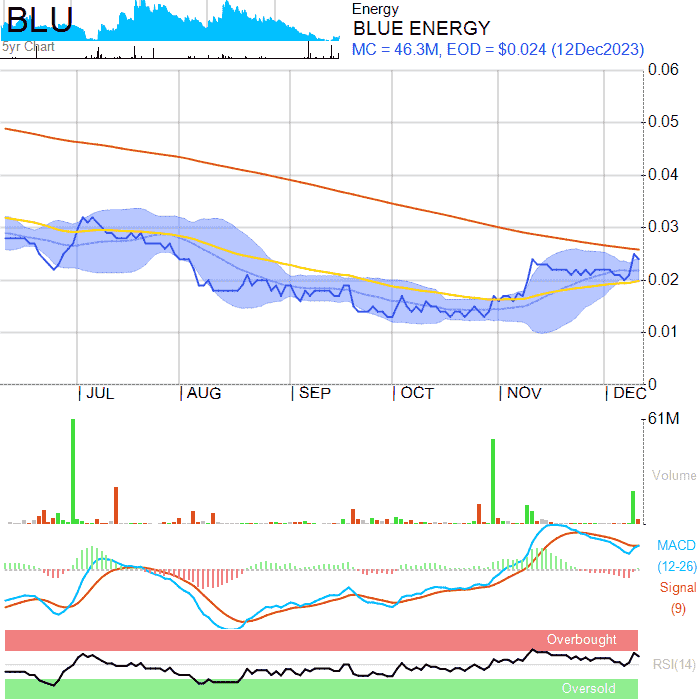 BLU
5yr Chart
Energy
BLUE ENERGY
MC = 46.3M, EOD = $0.024 (12Dec2023)
0.06
0.05
0.04
0.03
0.02
0.01
0
JUL AUG SEP OCT NOV DEC
61M
Volume
MACD
(12-26)
Signal
(9)
Overbought
RSI(14)
Oversold